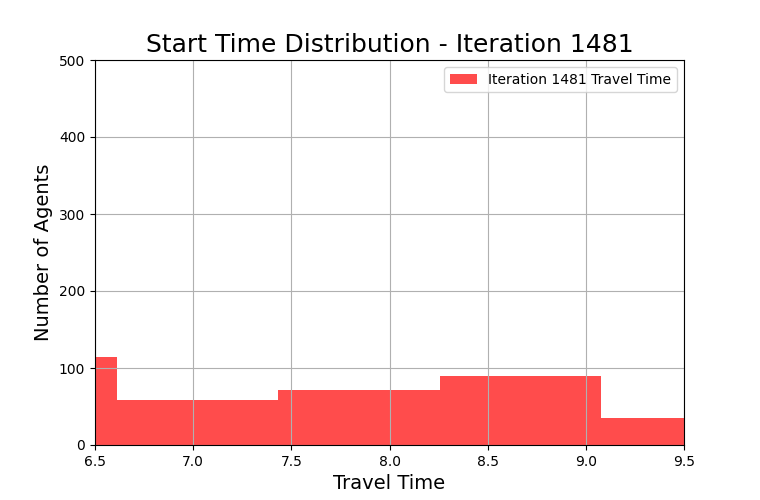 Start Time Distribution - Iteration 1481
Iteration 1481 Travel Time
Number of Agents
500
400
300
200
100
0
6.5 7.0 7.5 8.0 8.5 9.0 9.5
Travel Time